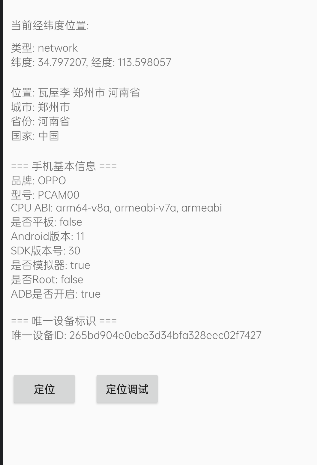 当前经纬度位置:
类型: network
纬度: 34.797207, 经度: 113.598057
位置: 瓦屋李 郑州市 河南省
城市: 郑州市
省份: 河南省
国家: 中国
=== 手机基本信息 ===
品牌: OPPO
型号: PCAM00
CPU ABI: arm64-v8a, armeabi-v7a, armeabi
是否平板: false
Android版本: 11
SDK版本号: 30
是否模拟器: true
是否Root: false
ADB是否开启: true
=== 唯一设备标识 ===
唯一设备ID: 265bd904e0ebe3d34bfa328eec02f7427
定位
定位调试